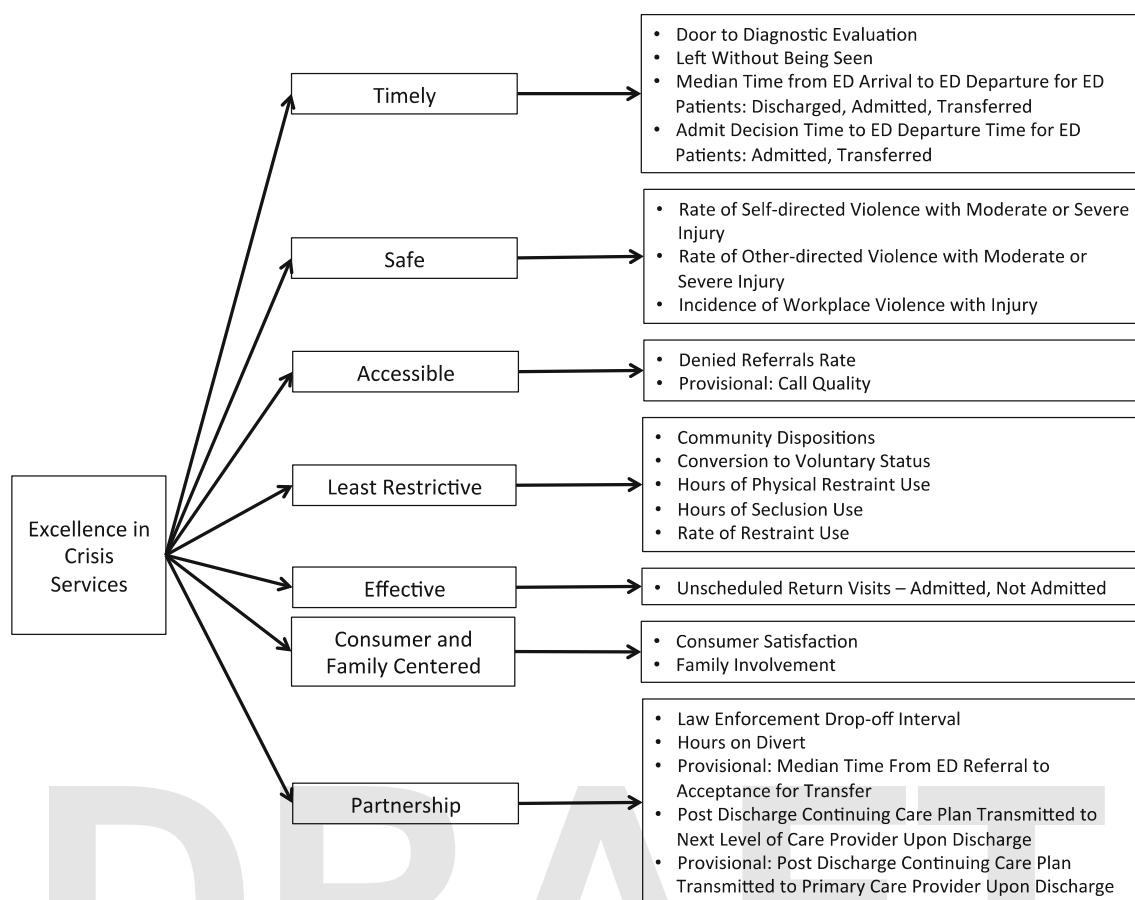 Excellence in
Crisis
Services
Timely
• Door to Diagnostic Evaluation
• Left Without Being Seen
• Median Time from ED Arrival to ED Departure for ED
Patients: Discharged, Admitted, Transferred
• Admit Decision Time to ED Departure Time for ED
Patients: Admitted, Transferred
Safe
• Rate of Self-directed Violence with Moderate or Severe
Injury
• Rate of Other-directed Violence with Moderate or
Severe Injury
• Incidence of Workplace Violence with Injury
Accessible
• Denied Referrals Rate
• Provisional: Call Quality
Least Restrictive
• Community Dispositions
• Conversion to Voluntary Status
• Hours of Physical Restraint Use
• Hours of Seclusion Use
• Rate of Restraint Use
Effective
• Unscheduled Return Visits – Admitted, Not Admitted
Consumer and
Family Centered
• Consumer Satisfaction
• Family Involvement
Partnership
• Law Enforcement Drop-off Interval
• Hours on Divert
• Provisional: Median Time From ED Referral to
Acceptance for Transfer
• Post Discharge Continuing Care Plan Transmitted to
Next Level of Care Provider Upon Discharge
• Provisional: Post Discharge Continuing Care Plan
Transmitted to Primary Care Provider Upon Discharge
DRAFT